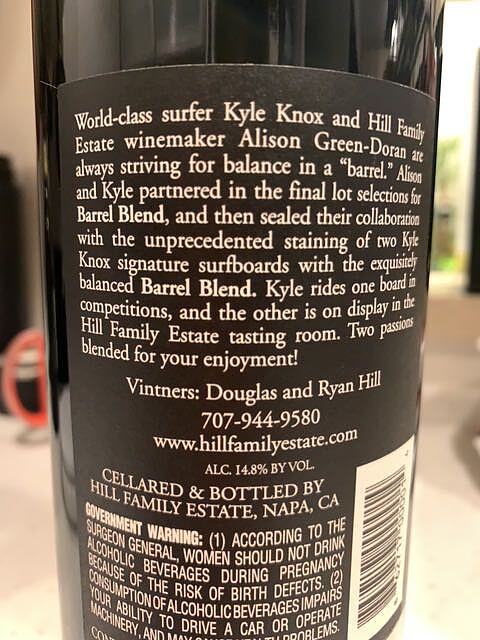 World-class surfer Kyle Knox and Hill Family
Estate winemaker Alison Green-Doran are
always striving for balance in a “barrel.” Alison
and Kyle partnered in the final lot selections for
Barrel Blend, and then sealed their collaboration
with the unprecedented staining of two Kyle
Knox signature surfboards with the exquisitely
balanced Barrel Blend. Kyle rides one board in
competitions, and the other is on display in the
Hill Family Estate tasting room. Two passions
blended for your enjoyment!
Vintners: Douglas and Ryan Hill
707-944-9580
www.hillfamilyestate.com
ALC. 14.8% BY VOL.
CELLARED & BOTTLED BY
HILL FAMILY ESTATE, NAPA, CA
GOVERNMENT WARNING: (1) ACCORDING TO THE
SURGEON GENERAL, WOMEN SHOULD NOT DRINK
ALCOHOLIC BEVERAGES DURING PREGNANCY
BECAUSE OF THE RISK OF BIRTH DEFECTS. (2)
CONSUMPTION OF ALCOHOLIC BEVERAGES IMPAIRS
YOUR ABILITY TO DRIVE A CAR OR OPERATE
MACHINERY, AND MAY CAUSE HEALTH PROBLEMS.